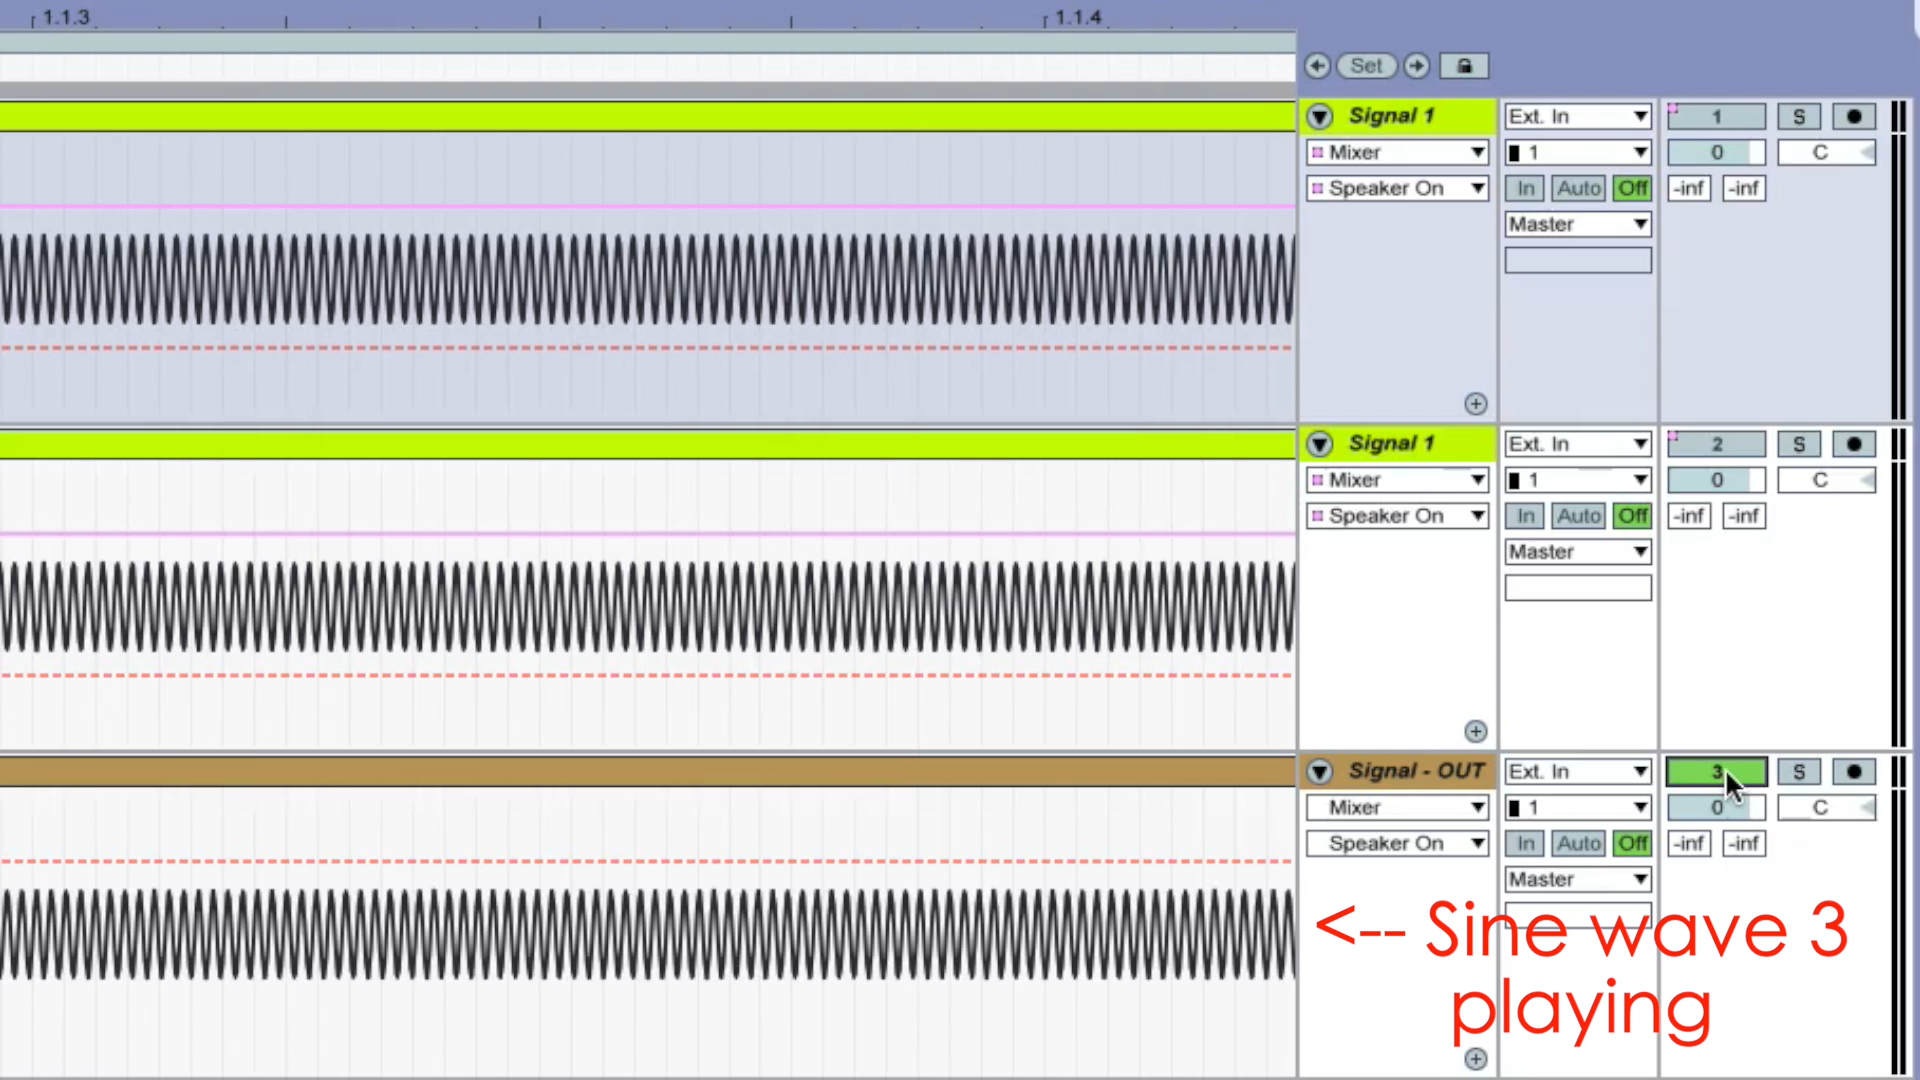 1.1.3 1.1.4
Set
Signal 1 Ext. In 1 S
Mixer 1 0 C
Speaker On In Auto Off -inf -inf
Master
Signal 1 Ext. In 2 S
Mixer 1 0 C
Speaker On In Auto Off -inf -inf
Master
Signal - OUT Ext. In 3 S
Mixer 1 0 C
Speaker On In Auto Off -inf -inf
Master
<-- Sine wave 3
playing